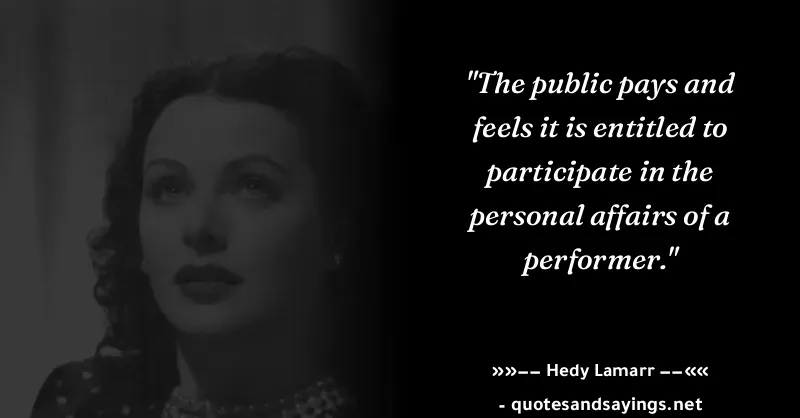 "The public pays and
feels it is entitled to
participate in the
personal affairs of a
performer."
»»−− Hedy Lamarr −−««
- quotesandsayings.net